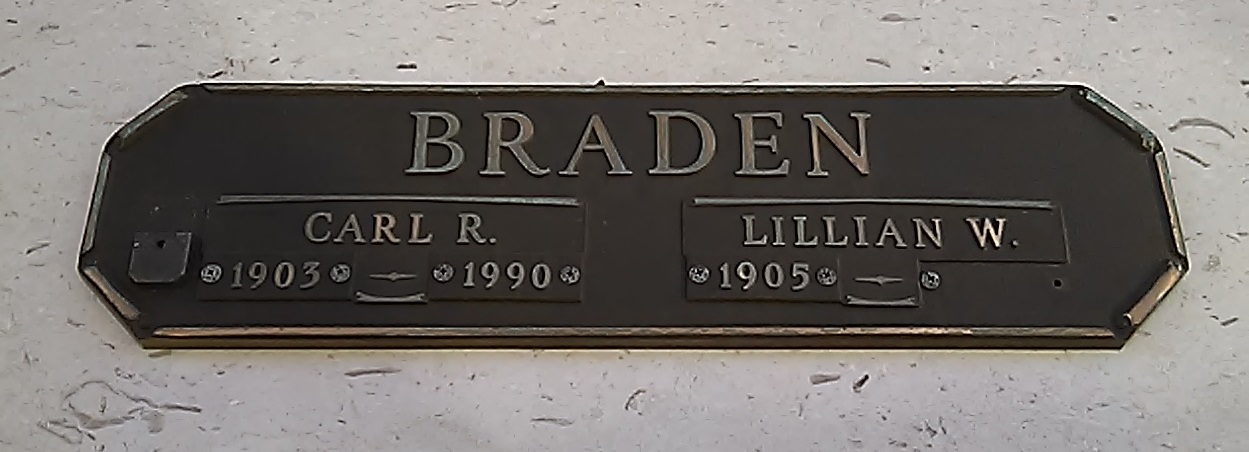 BRADEN
CARL R. LILLIAN W.
1903 1990 1905